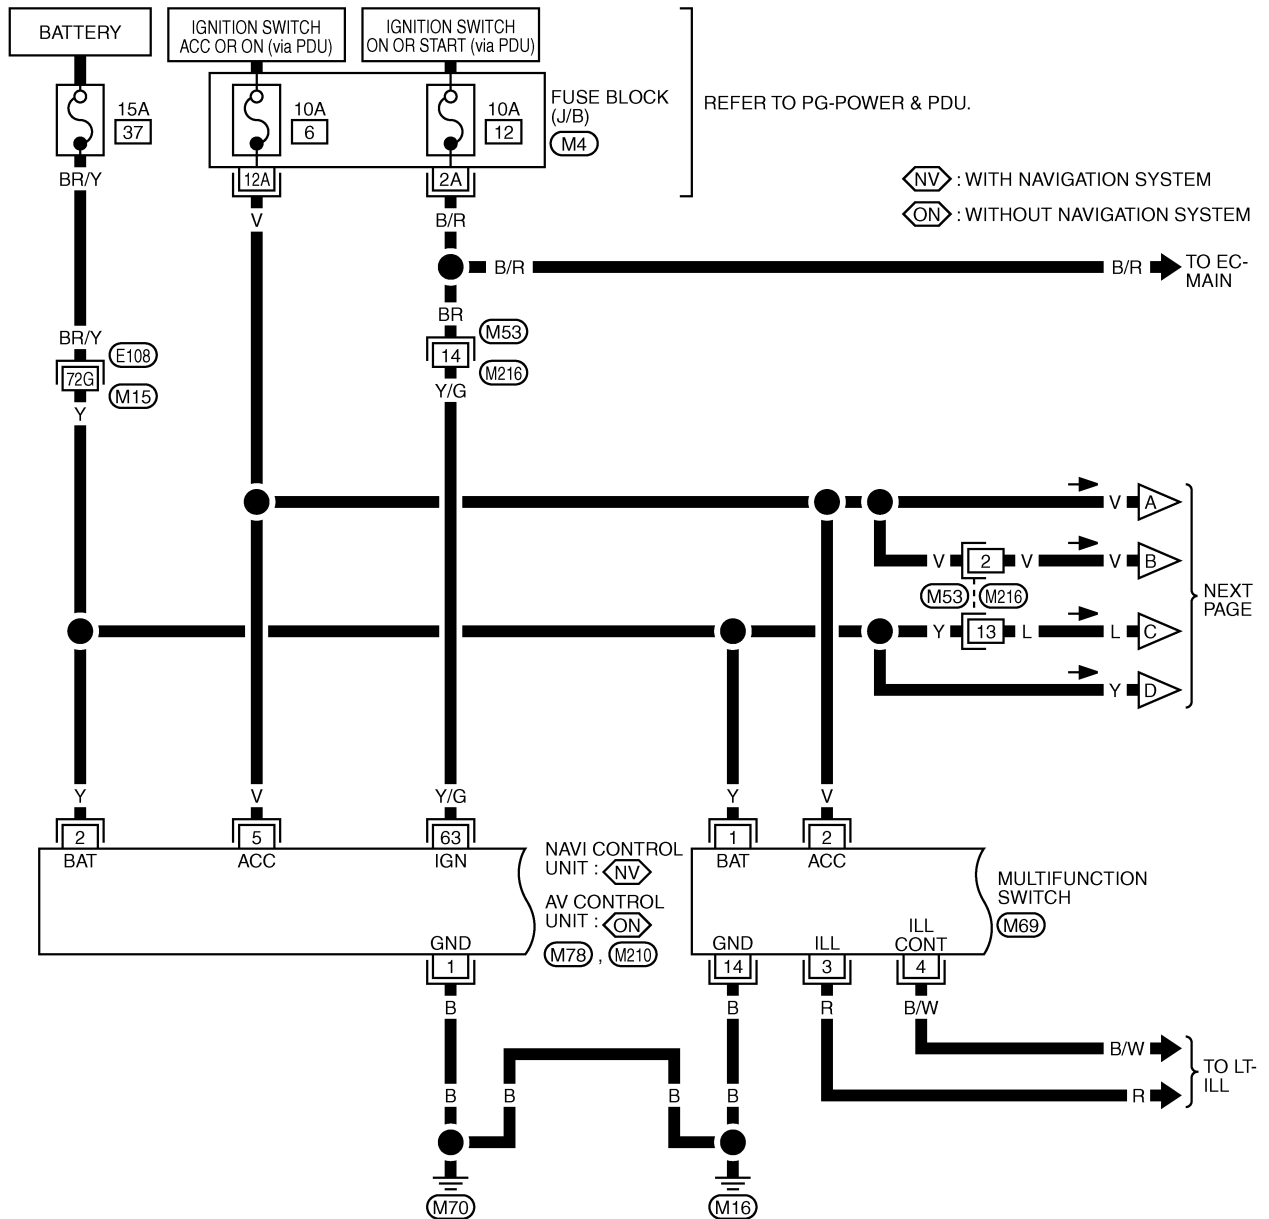 BATTERY
IGNITION SWITCH
ACC OR ON (via PDU)
IGNITION SWITCH
ON OR START (via PDU)
15A
37
10A
6
10A
12
FUSE BLOCK
(J/B)
M4
REFER TO PG-POWER & PDU.
BR/Y
12A
2A
NV : WITH NAVIGATION SYSTEM
V
B/R
ON : WITHOUT NAVIGATION SYSTEM
B/R
B/R
TO EC-
MAIN
BR
BR/Y
M53
E108
14
72G
M216
M15
Y/G
Y
V
A
V
2
V
V
B
M53
M216
NEXT
PAGE
Y
13
L
L
C
Y
D
Y
V
Y/G
Y
V
2
5
63
1
2
BAT
ACC
IGN
NAVI CONTROL
UNIT : NV
BAT
ACC
AV CONTROL
UNIT : ON
MULTIFUNCTION
SWITCH
M69
GND
M78 , M210
GND
ILL
ILL
CONT
1
14
3
4
B
B
R
B/W
B/W
TO LT-
ILL
B
B
B
B
R
M70
M16